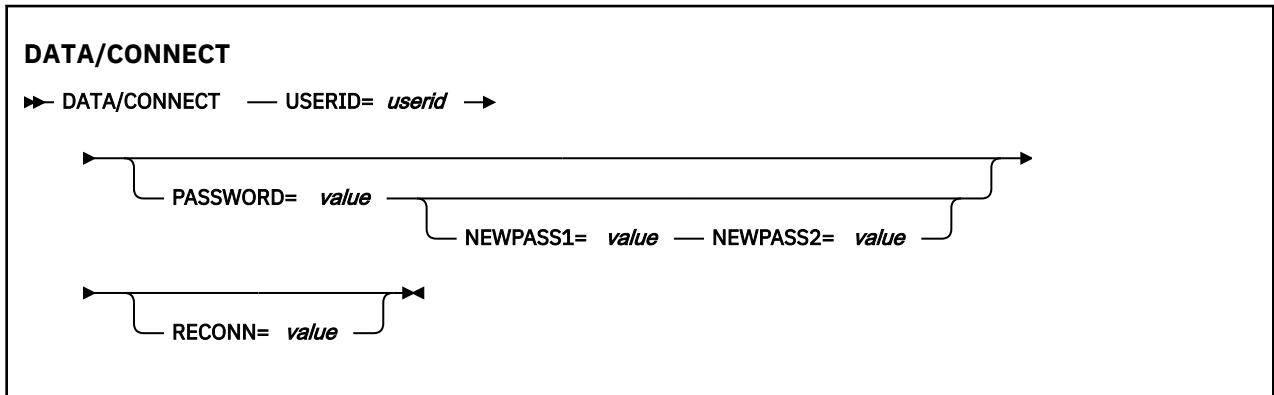 DATA/CONNECT
DATA/CONNECT USERID= userid
PASSWORD= value
NEWPASS1= value NEWPASS2= value
RECONN= value